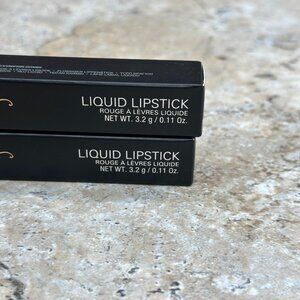 LIQUID LIPSTICK
ROUGE À LÈVRES LIQUIDE
NET WT. 3.2 g / 0.11 Oz.
LIQUID LIPSTICK
ROUGE À LÈVRES LIQUIDE
NET WT. 3.2 g / 0.11 Oz.